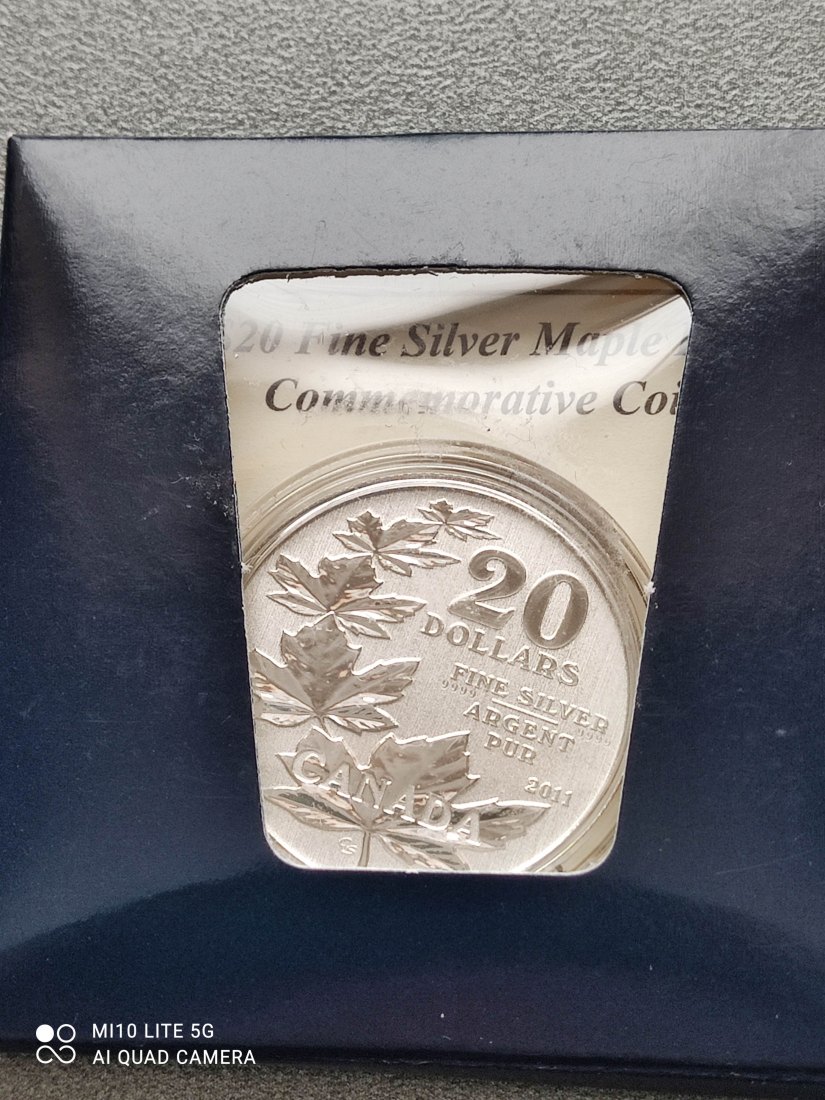 20 Fine Silver Maple
Commemorative Coi
20
DOLLARS
FINE SILVER
9999 9999
ARGENT
PUR
2011
CANADA
MI10 LITE 5G
AI QUAD CAMERA